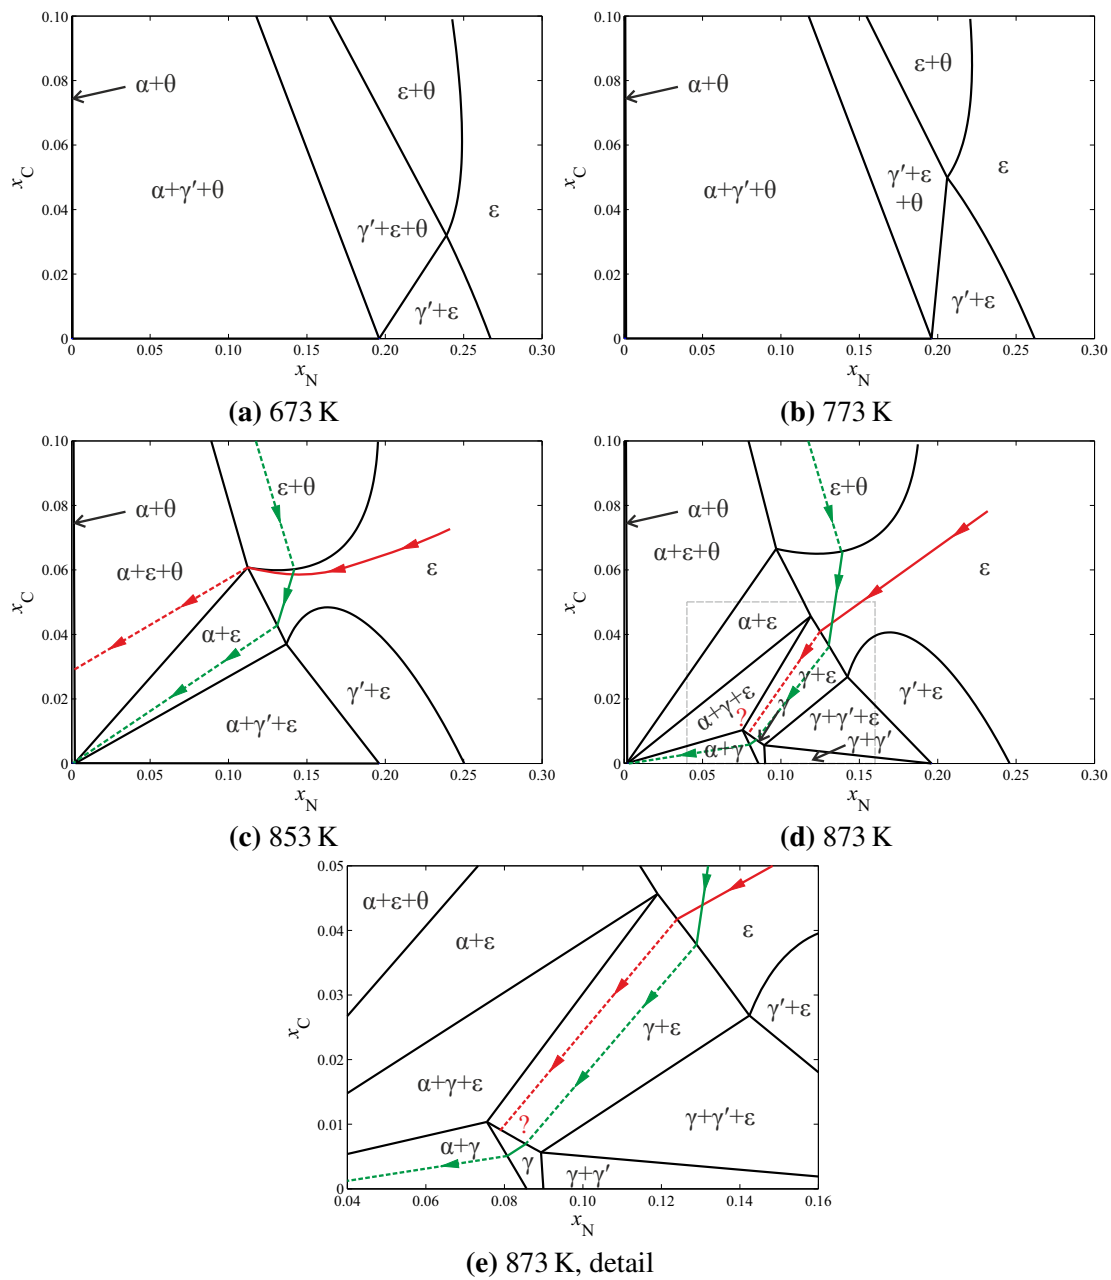 0.10
0.08
0.06
0.04
0.02
0
x_C
α+θ
ε+θ
α+γ′+θ
γ′+ε+θ
ε
γ′+ε
0
0.05
0.10
0.15
0.20
0.25
0.30
x_N
(a) 673 K
0.10
0.08
0.06
0.04
0.02
0
x_C
α+θ
ε+θ
α+γ′+θ
γ′+ε
+θ
ε
γ′+ε
0
0.05
0.10
0.15
0.20
0.25
0.30
x_N
(b) 773 K
0.10
0.08
0.06
0.04
0.02
0
x_C
ε+θ
α+θ
α+ε+θ
ε
α+ε
γ′+ε
α+γ′+ε
0
0.05
0.10
0.15
0.20
0.25
0.30
x_N
(c) 853 K
0.10
0.08
0.06
0.04
0.02
0
x_C
ε+θ
α+θ
α+ε+θ
ε
α+ε
γ+ε
γ′+ε
α+γ+ε
γ
?
γ+γ′+ε
α+γ
γ+γ′
0
0.05
0.10
0.15
0.20
0.25
0.30
x_N
(d) 873 K
0.05
0.04
0.03
0.02
0.01
0
x_C
α+ε+θ
α+ε
ε
γ′+ε
γ+ε
α+γ+ε
?
γ+γ′+ε
α+γ
γ
γ+γ′
0.04
0.06
0.08
0.10
0.12
0.14
0.16
x_N
(e) 873 K, detail